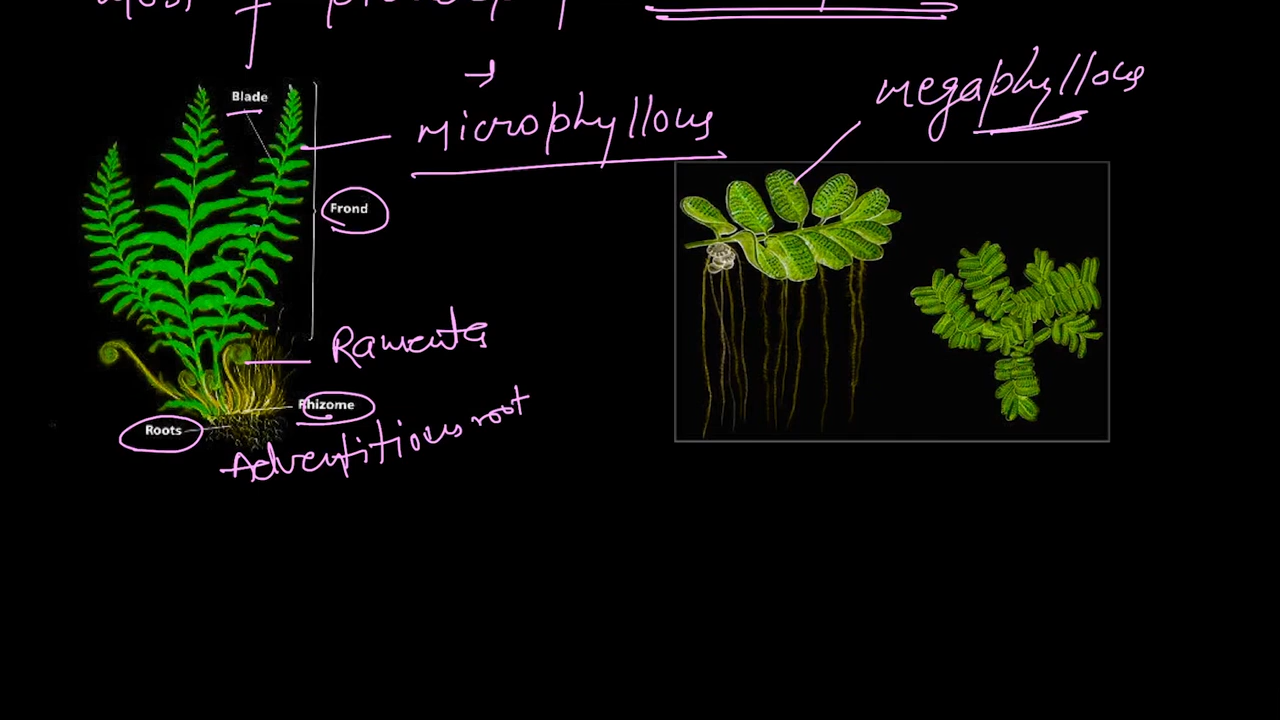 Blade
microphyllous
megaphyllous
Frond
Ramenta
Rhizome
Roots
Adventitious root